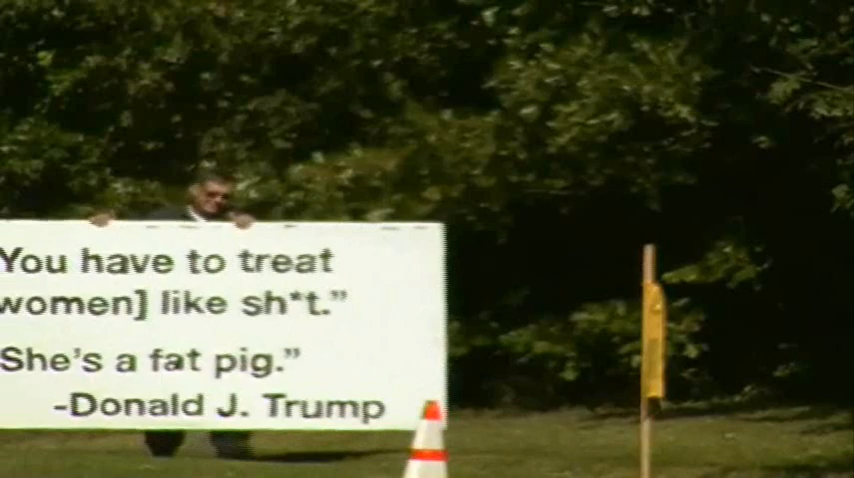 You have to treat
women] like sh*t."
She's a fat pig."
-Donald J. Trump